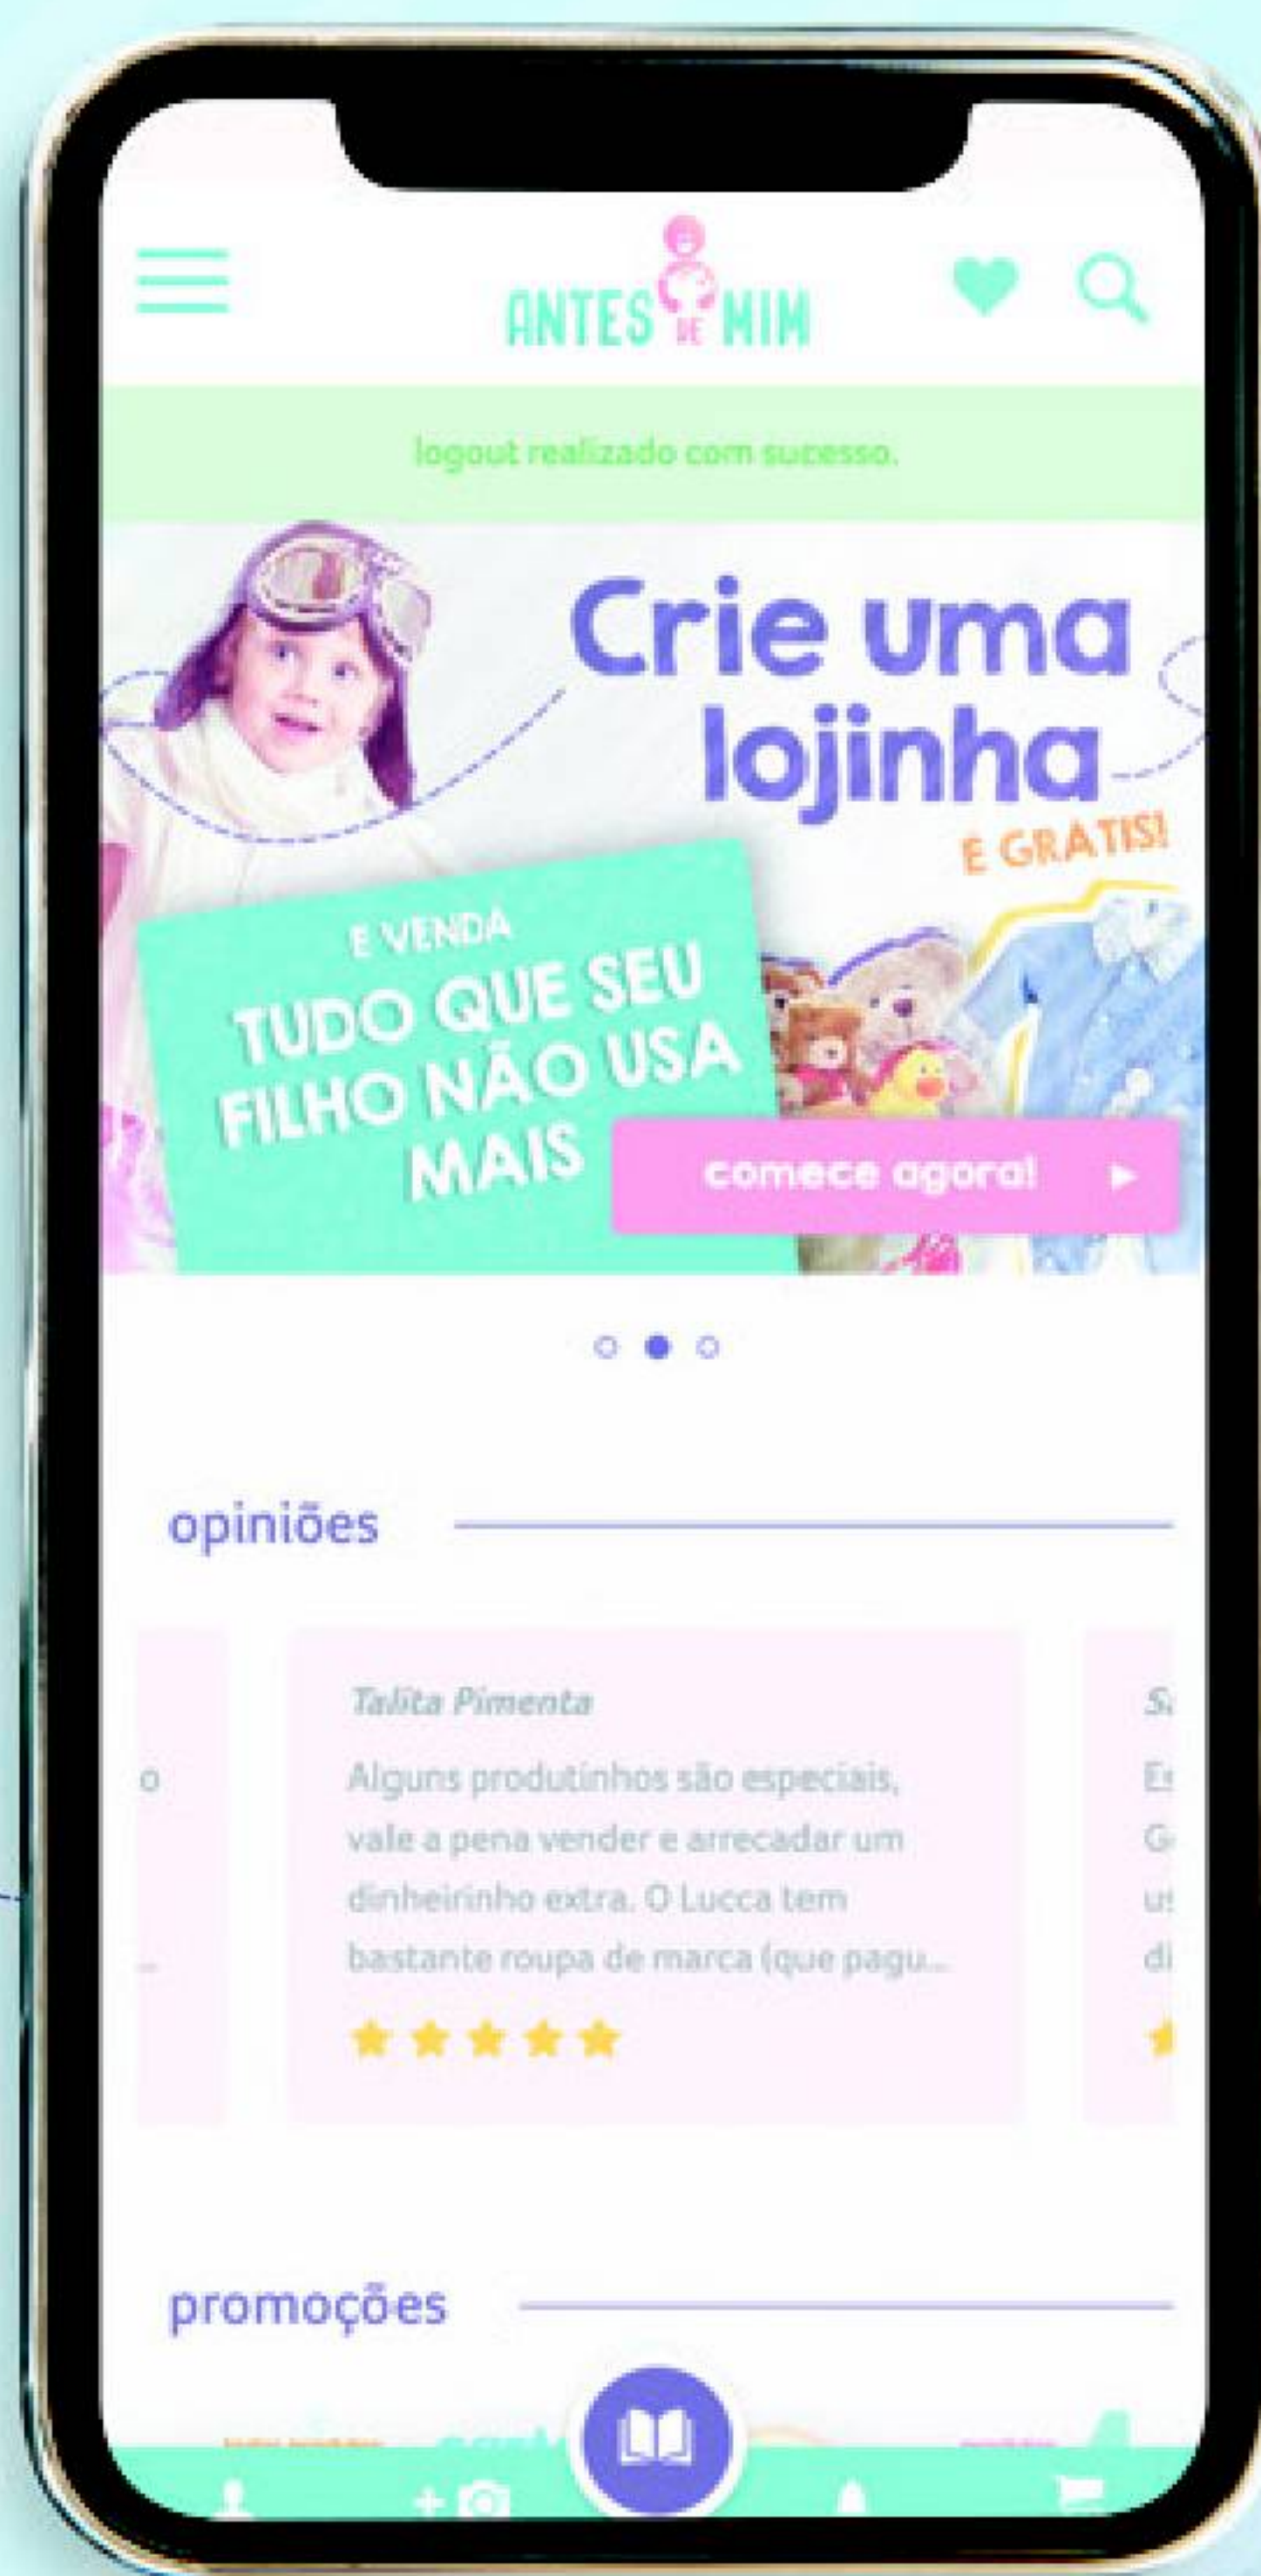 ANTES DE MIM
logout realizado com sucesso.
Crie uma
lojinha
E GRÁTIS!
E VENDA
TUDO QUE SEU
FILHO NÃO USA
MAIS
comece agora!
opiniões
Talita Pimenta
Alguns produtinhos são especiais,
vale a pena vender e arrecadar um
dinheirinho extra. O Lucca tem
bastante roupa de marca (que pagu...
promoções